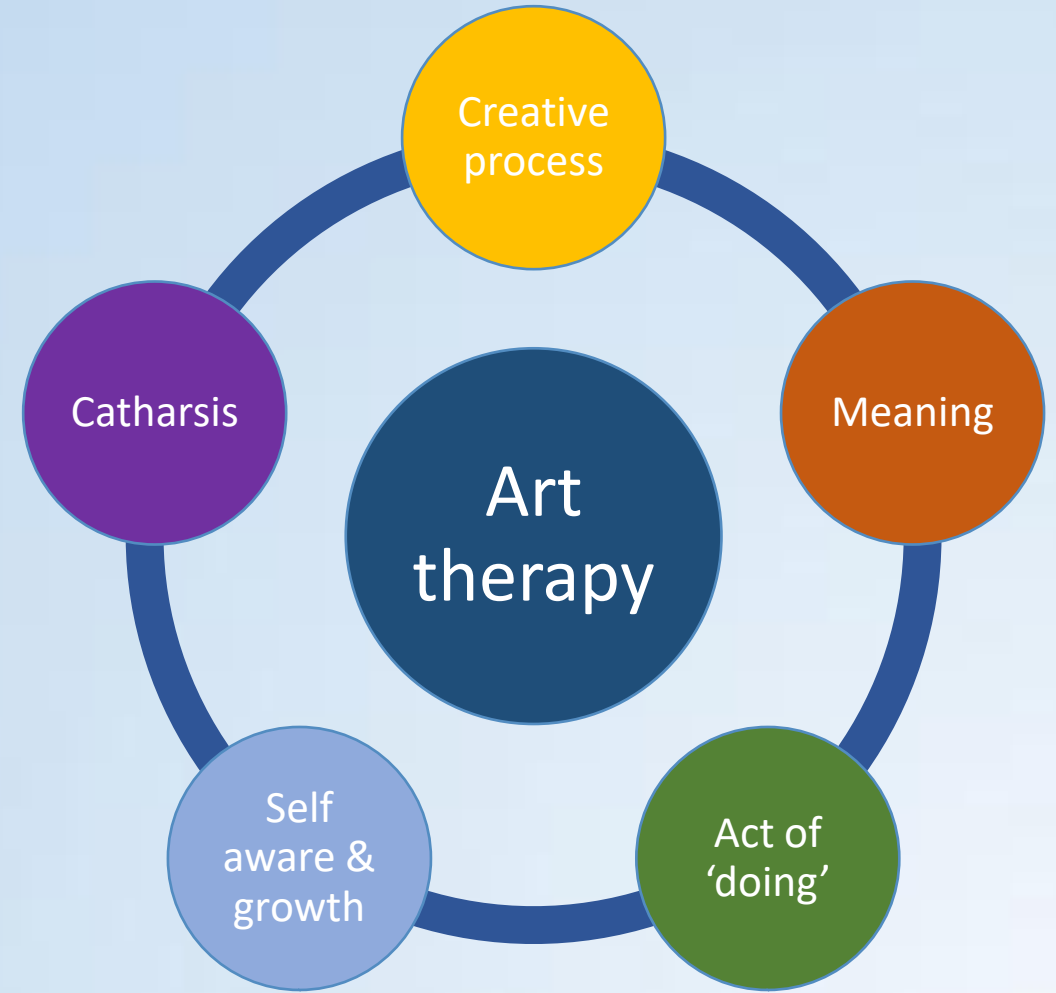 Creative
process
Catharsis
Meaning
Art
therapy
Self
aware &
growth
Act of
‘doing’